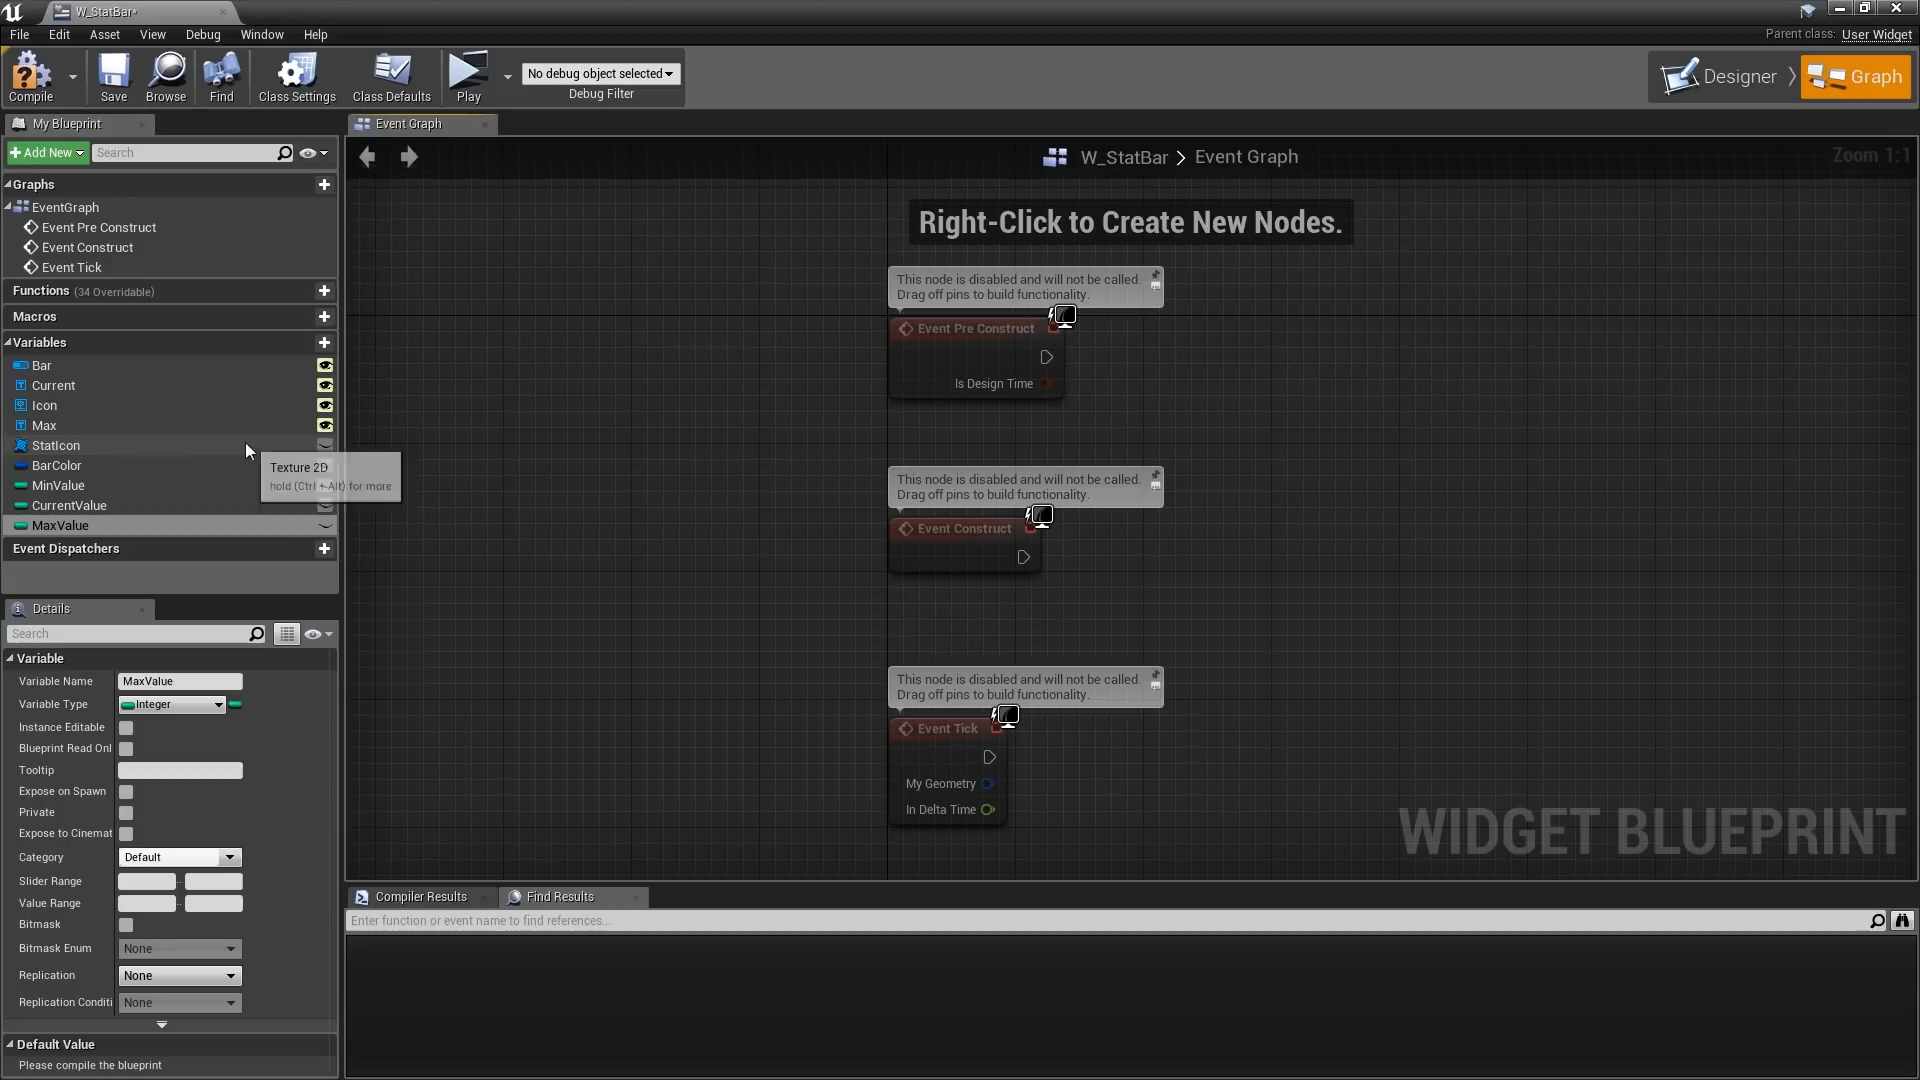 W_StatBar*
File Edit Asset View Debug Window Help
Parent class: User Widget
Compile
Save
Browse
Find
Class Settings
Class Defaults
Play
No debug object selected
Debug Filter
Designer
Graph
My Blueprint
Add New
Search
Graphs
EventGraph
Event Pre Construct
Event Construct
Event Tick
Functions (34 Overridable)
Macros
Variables
Bar
Current
Icon
Max
StatIcon
BarColor
MinValue
CurrentValue
MaxValue
Event Dispatchers
Texture 2D
hold (Ctrl + Alt) for more
Details
Search
Variable
Variable Name MaxValue
Variable Type Integer
Instance Editable
Blueprint Read Onl
Tooltip
Expose on Spawn
Private
Expose to Cinemat
Category Default
Slider Range
Value Range
Bitmask
Bitmask Enum None
Replication None
Replication Conditi None
Default Value
Please compile the blueprint
Event Graph
W_StatBar > Event Graph
Zoom 1:1
Right-Click to Create New Nodes.
This node is disabled and will not be called.
Drag off pins to build functionality.
Event Pre Construct
Is Design Time
This node is disabled and will not be called.
Drag off pins to build functionality.
Event Construct
This node is disabled and will not be called.
Drag off pins to build functionality.
Event Tick
My Geometry
In Delta Time
WIDGET BLUEPRINT
Compiler Results
Find Results
Enter function or event name to find references...